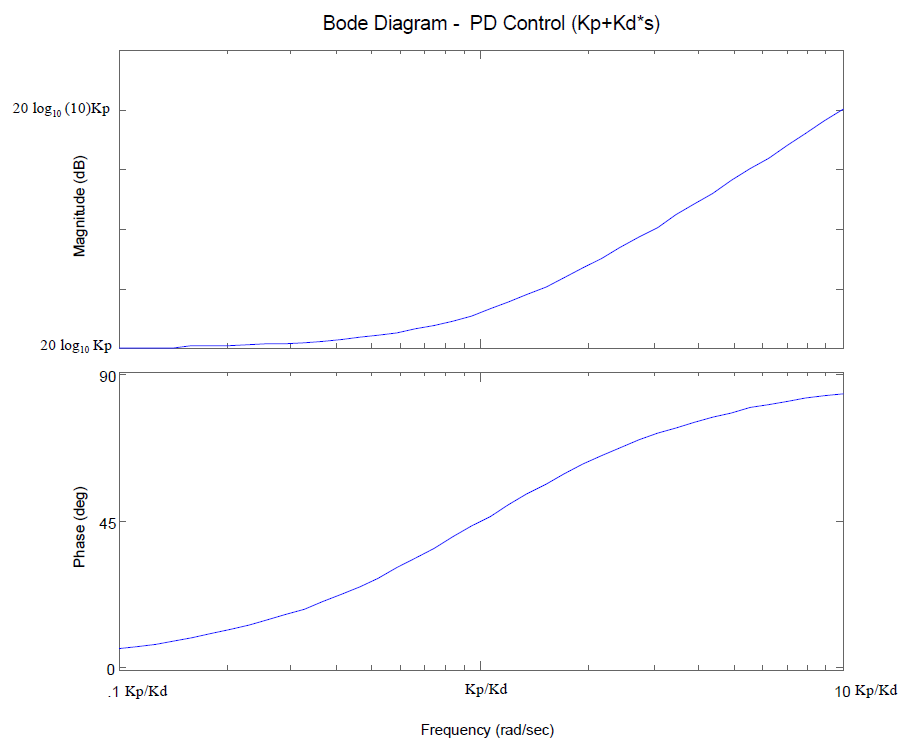 Bode Diagram - PD Control (Kp+Kd*s)
20 log10 (10)Kp
Magnitude (dB)
20 log10 Kp
90
Phase (deg)
45
0
.1 Kp/Kd
Kp/Kd
10 Kp/Kd
Frequency (rad/sec)